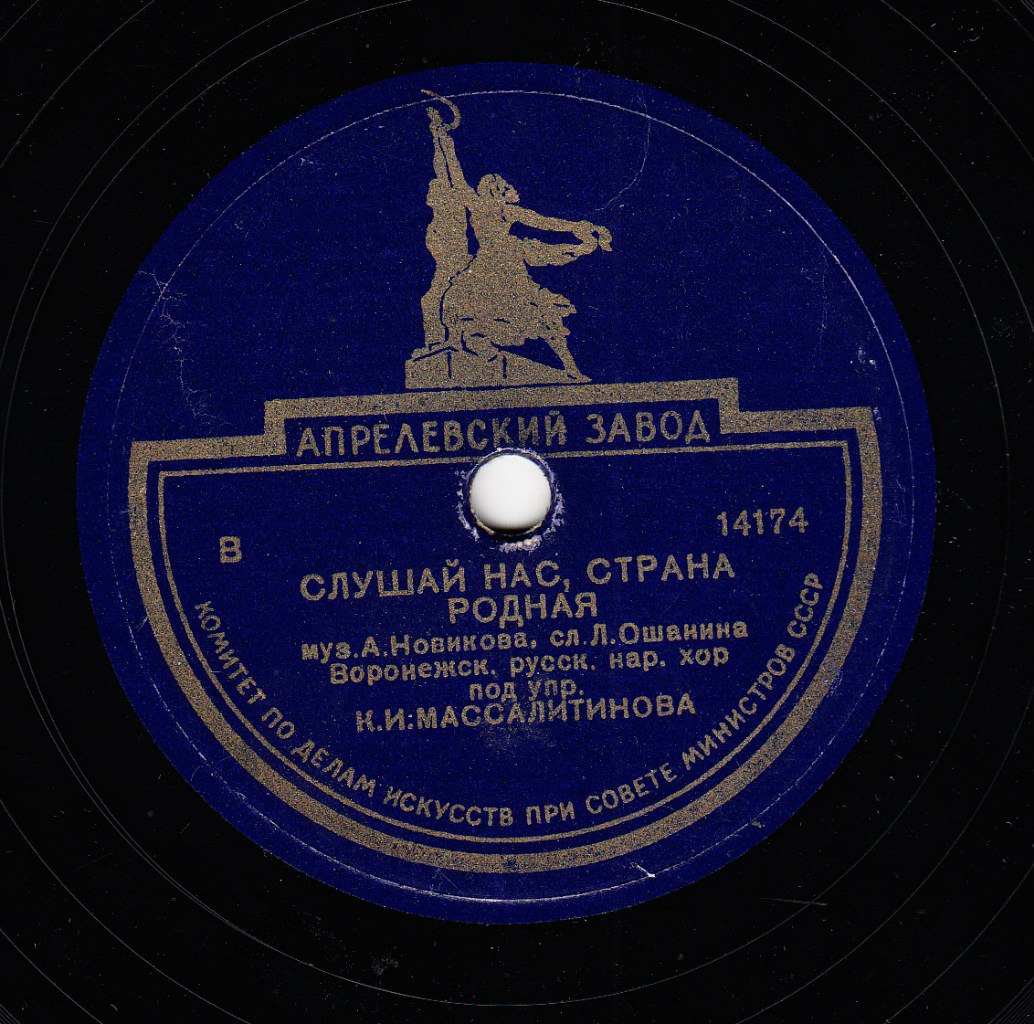 АПРЕЛЕВСКИЙ ЗАВОД
В
14174
СЛУШАЙ НАС, СТРАНА
РОДНАЯ
муз. А. Новикова, сл. Л. Ошанина
Воронежск. русск. нар. хор
под упр.
К.И:МАССАЛИТИНОВА
КОМИТЕТ ПО ДЕЛАМ ИСКУССТВ ПРИ СОВЕТЕ МИНИСТРОВ СССР